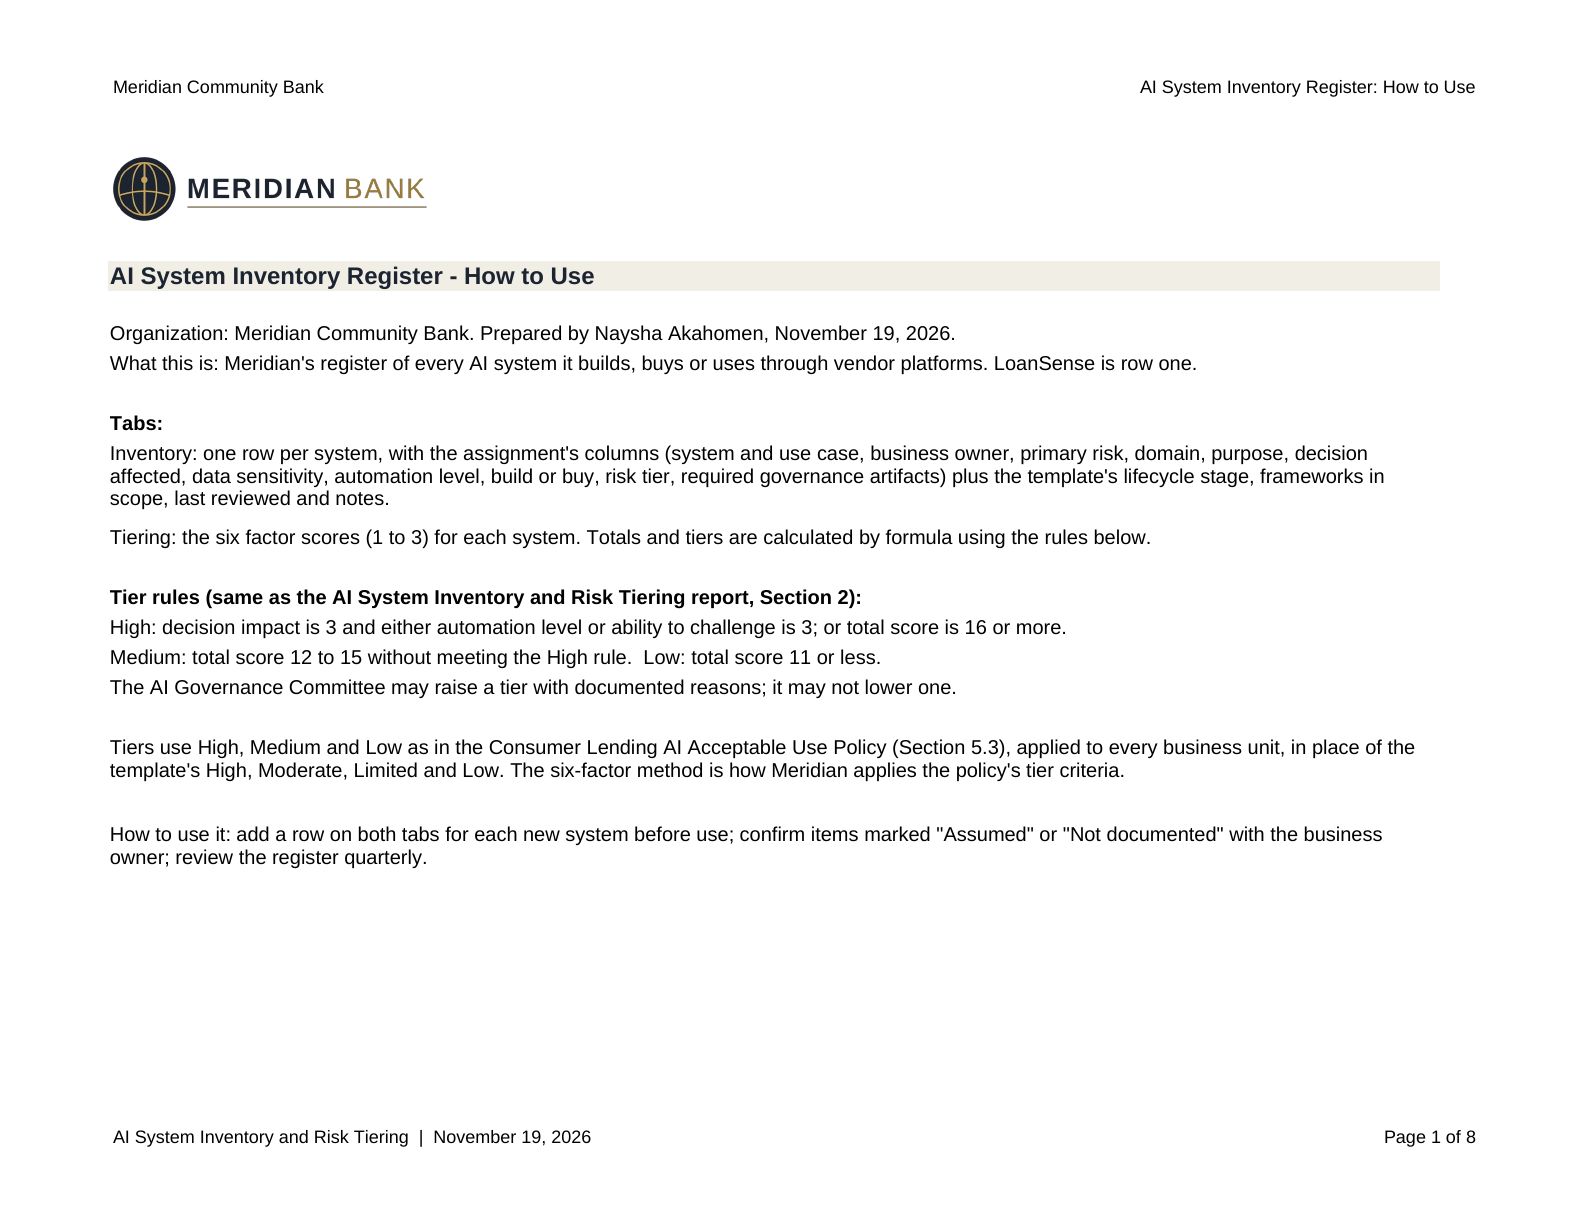 Meridian Community Bank
AI System Inventory Register: How to Use
MERIDIAN BANK
AI System Inventory Register - How to Use
Organization: Meridian Community Bank. Prepared by Naysha Akahomen, November 19, 2026.
What this is: Meridian's register of every AI system it builds, buys or uses through vendor platforms. LoanSense is row one.
Tabs:
Inventory: one row per system, with the assignment's columns (system and use case, business owner, primary risk, domain, purpose, decision
affected, data sensitivity, automation level, build or buy, risk tier, required governance artifacts) plus the template's lifecycle stage, frameworks in
scope, last reviewed and notes.
Tiering: the six factor scores (1 to 3) for each system. Totals and tiers are calculated by formula using the rules below.
Tier rules (same as the AI System Inventory and Risk Tiering report, Section 2):
High: decision impact is 3 and either automation level or ability to challenge is 3; or total score is 16 or more.
Medium: total score 12 to 15 without meeting the High rule.  Low: total score 11 or less.
The AI Governance Committee may raise a tier with documented reasons; it may not lower one.
Tiers use High, Medium and Low as in the Consumer Lending AI Acceptable Use Policy (Section 5.3), applied to every business unit, in place of the
template's High, Moderate, Limited and Low. The six-factor method is how Meridian applies the policy's tier criteria.
How to use it: add a row on both tabs for each new system before use; confirm items marked "Assumed" or "Not documented" with the business
owner; review the register quarterly.
AI System Inventory and Risk Tiering  |  November 19, 2026
Page 1 of 8